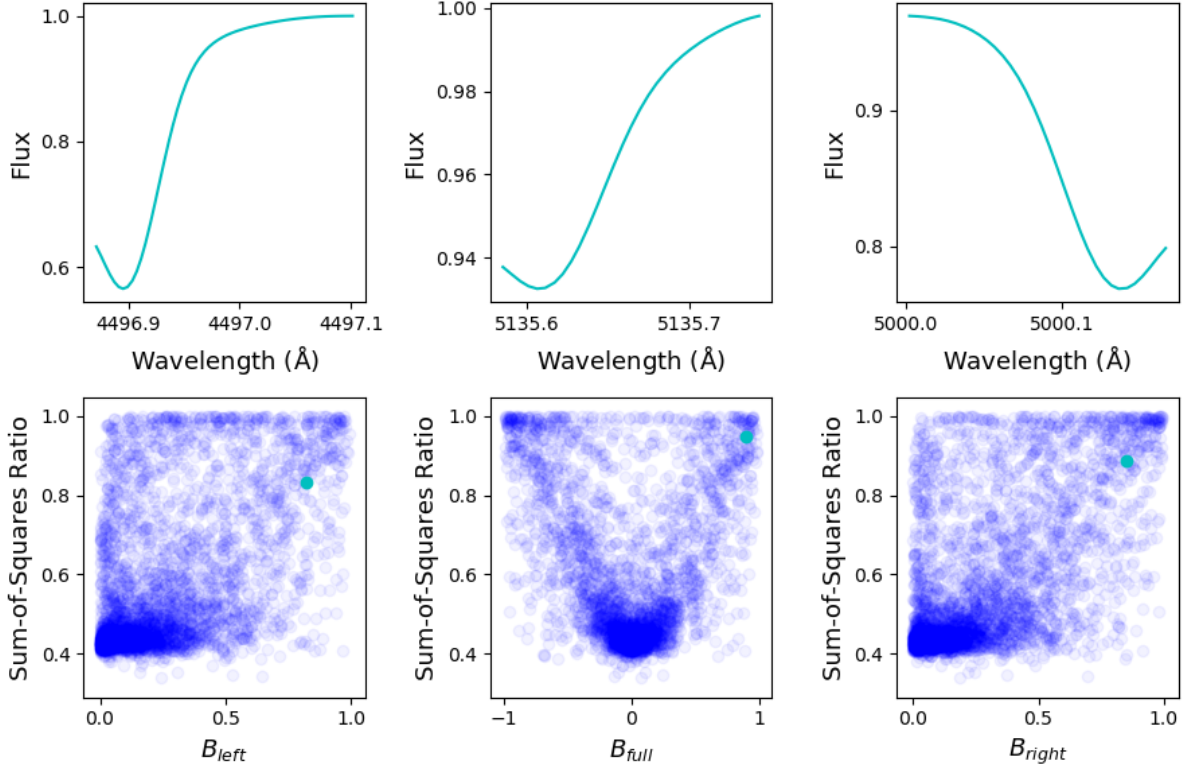 1.0
0.8
0.6
Flux
4496.9 4497.0 4497.1
Wavelength (Å)
1.00
0.98
0.96
0.94
Flux
5135.6 5135.7
Wavelength (Å)
0.9
0.8
Flux
5000.0 5000.1
Wavelength (Å)
1.0
0.8
0.6
0.4
Sum-of-Squares Ratio
0.0 0.5 1.0
B_left
1.0
0.8
0.6
0.4
Sum-of-Squares Ratio
−1 0 1
B_full
1.0
0.8
0.6
0.4
Sum-of-Squares Ratio
0.0 0.5 1.0
B_right